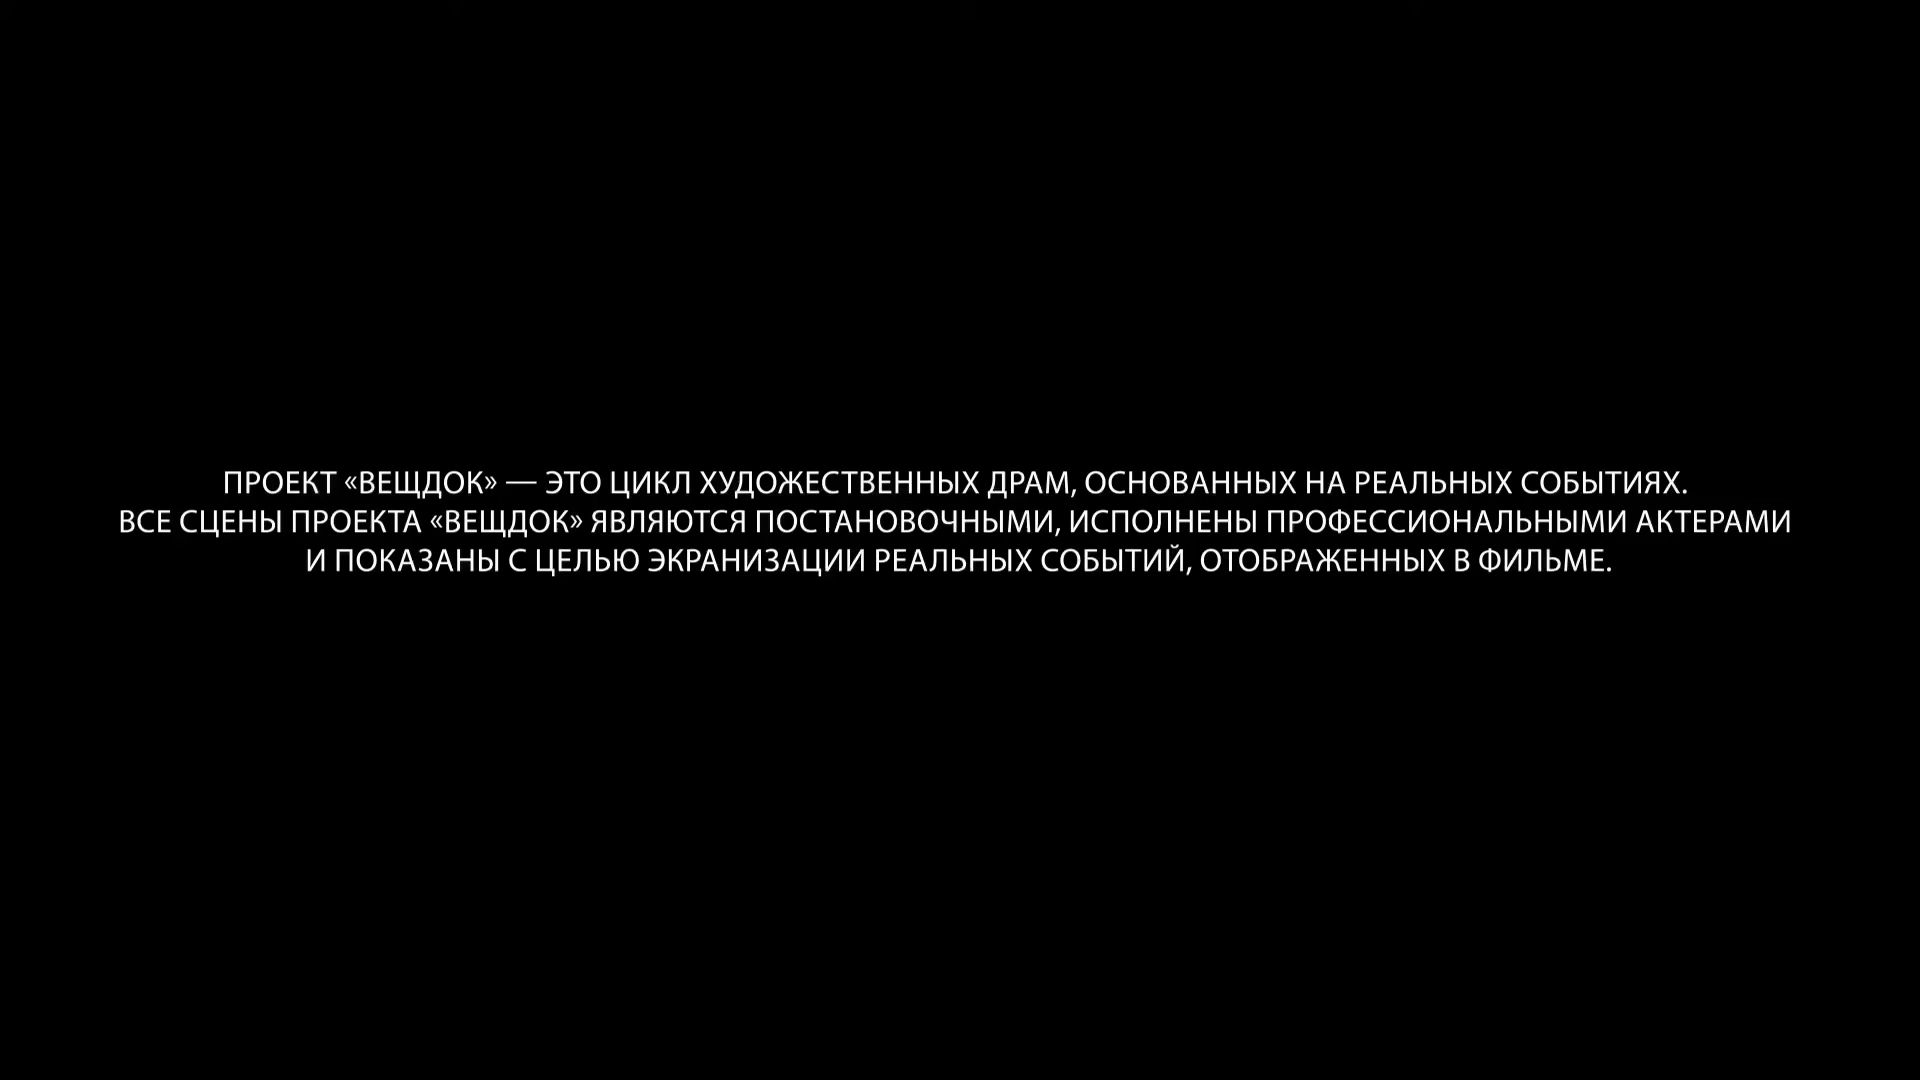 ПРОЕКТ «ВЕЩДОК» — ЭТО ЦИКЛ ХУДОЖЕСТВЕННЫХ ДРАМ, ОСНОВАННЫХ НА РЕАЛЬНЫХ СОБЫТИЯХ.
ВСЕ СЦЕНЫ ПРОЕКТА «ВЕЩДОК» ЯВЛЯЮТСЯ ПОСТАНОВОЧНЫМИ, ИСПОЛНЕНЫ ПРОФЕССИОНАЛЬНЫМИ АКТЕРАМИ
И ПОКАЗАНЫ С ЦЕЛЬЮ ЭКРАНИЗАЦИИ РЕАЛЬНЫХ СОБЫТИЙ, ОТОБРАЖЕННЫХ В ФИЛЬМЕ.